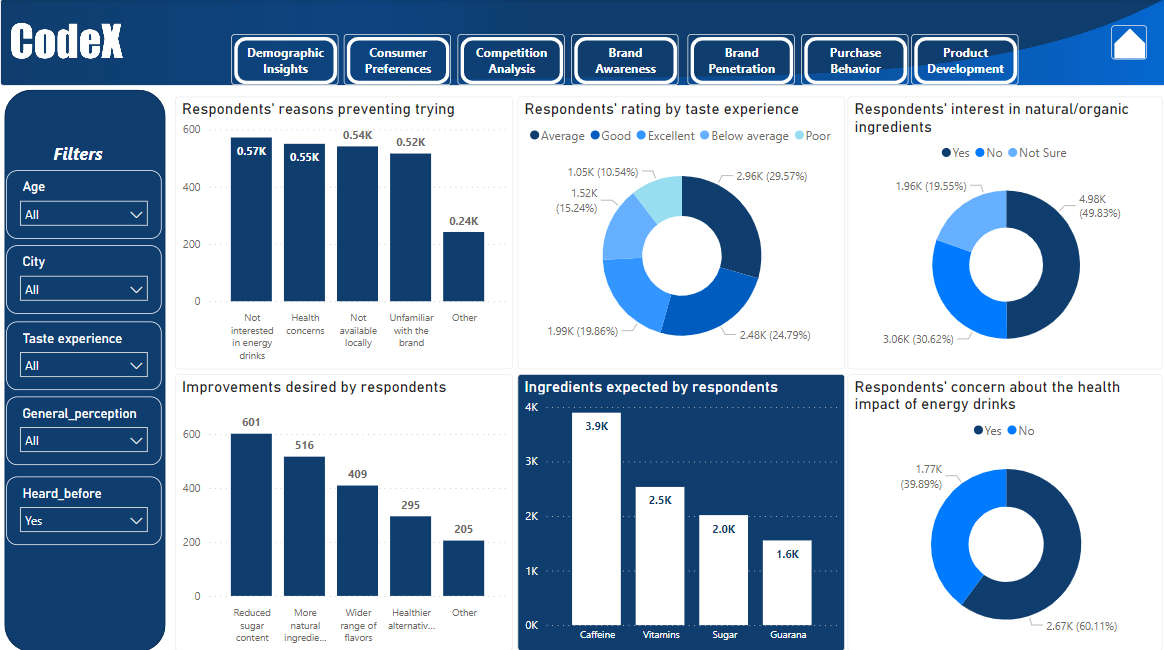 CodeX
Demographic
Insights
Consumer
Preferences
Competition
Analysis
Brand
Awareness
Brand
Penetration
Purchase
Behavior
Product
Development
Filters
Age
All
City
All
Taste experience
All
General_perception
All
Heard_before
Yes
Respondents' reasons preventing trying
600
400
200
0
0.57K
0.55K
0.54K
0.52K
0.24K
Not
interested
in energy
drinks
Health
concerns
Not
available
locally
Unfamiliar
with the
brand
Other
Respondents' rating by taste experience
Average Good Excellent Below average Poor
1.05K (10.54%)
2.96K (29.57%)
1.52K
(15.24%)
1.99K (19.86%)
2.48K (24.79%)
Respondents' interest in natural/organic
ingredients
Yes No Not Sure
1.96K (19.55%)
4.98K
(49.83%)
3.06K (30.62%)
Improvements desired by respondents
600
400
200
0
601
516
409
295
205
Reduced
sugar
content
More
natural
ingredie...
Wider
range of
flavors
Healthier
alternativ...
Other
Ingredients expected by respondents
4K
3K
2K
1K
0K
3.9K
2.5K
2.0K
1.6K
Caffeine
Vitamins
Sugar
Guarana
Respondents' concern about the health
impact of energy drinks
Yes No
1.77K
(39.89%)
2.67K (60.11%)